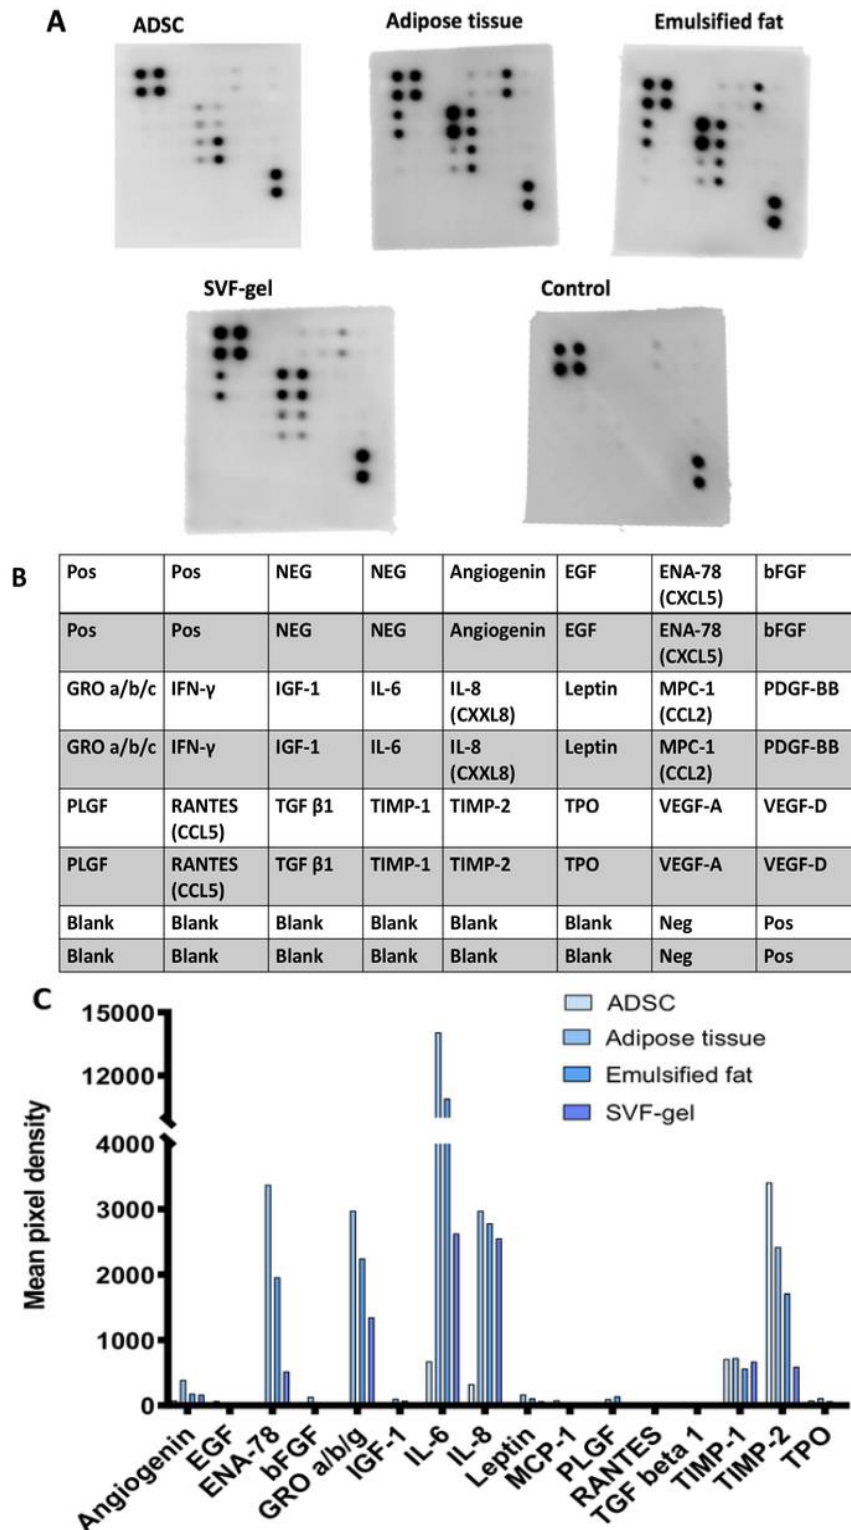 A
ADSC
Adipose tissue
Emulsified fat
SVF-gel
Control
B
Pos Pos NEG NEG Angiogenin EGF ENA-78 bFGF
(CXCL5)
Pos Pos NEG NEG Angiogenin EGF ENA-78 bFGF
(CXCL5)
GRO a/b/c IFN-γ IGF-1 IL-6 IL-8 Leptin MPC-1 PDGF-BB
(CXXL8) (CCL2)
GRO a/b/c IFN-γ IGF-1 IL-6 IL-8 Leptin MPC-1 PDGF-BB
(CXXL8) (CCL2)
PLGF RANTES TGF β1 TIMP-1 TIMP-2 TPO VEGF-A VEGF-D
(CCL5)
PLGF RANTES TGF β1 TIMP-1 TIMP-2 TPO VEGF-A VEGF-D
(CCL5)
Blank Blank Blank Blank Blank Blank Neg Pos
Blank Blank Blank Blank Blank Blank Neg Pos
C
ADSC
Adipose tissue
Emulsified fat
SVF-gel
Mean pixel density
15000
12000
4000
3000
2000
1000
0
Angiogenin
EGF
ENA-78
bFGF
GRO a/b/g
IGF-1
IL-6
IL-8
Leptin
MCP-1
PLGF
RANTES
TGF beta 1
TIMP-1
TIMP-2
TPO